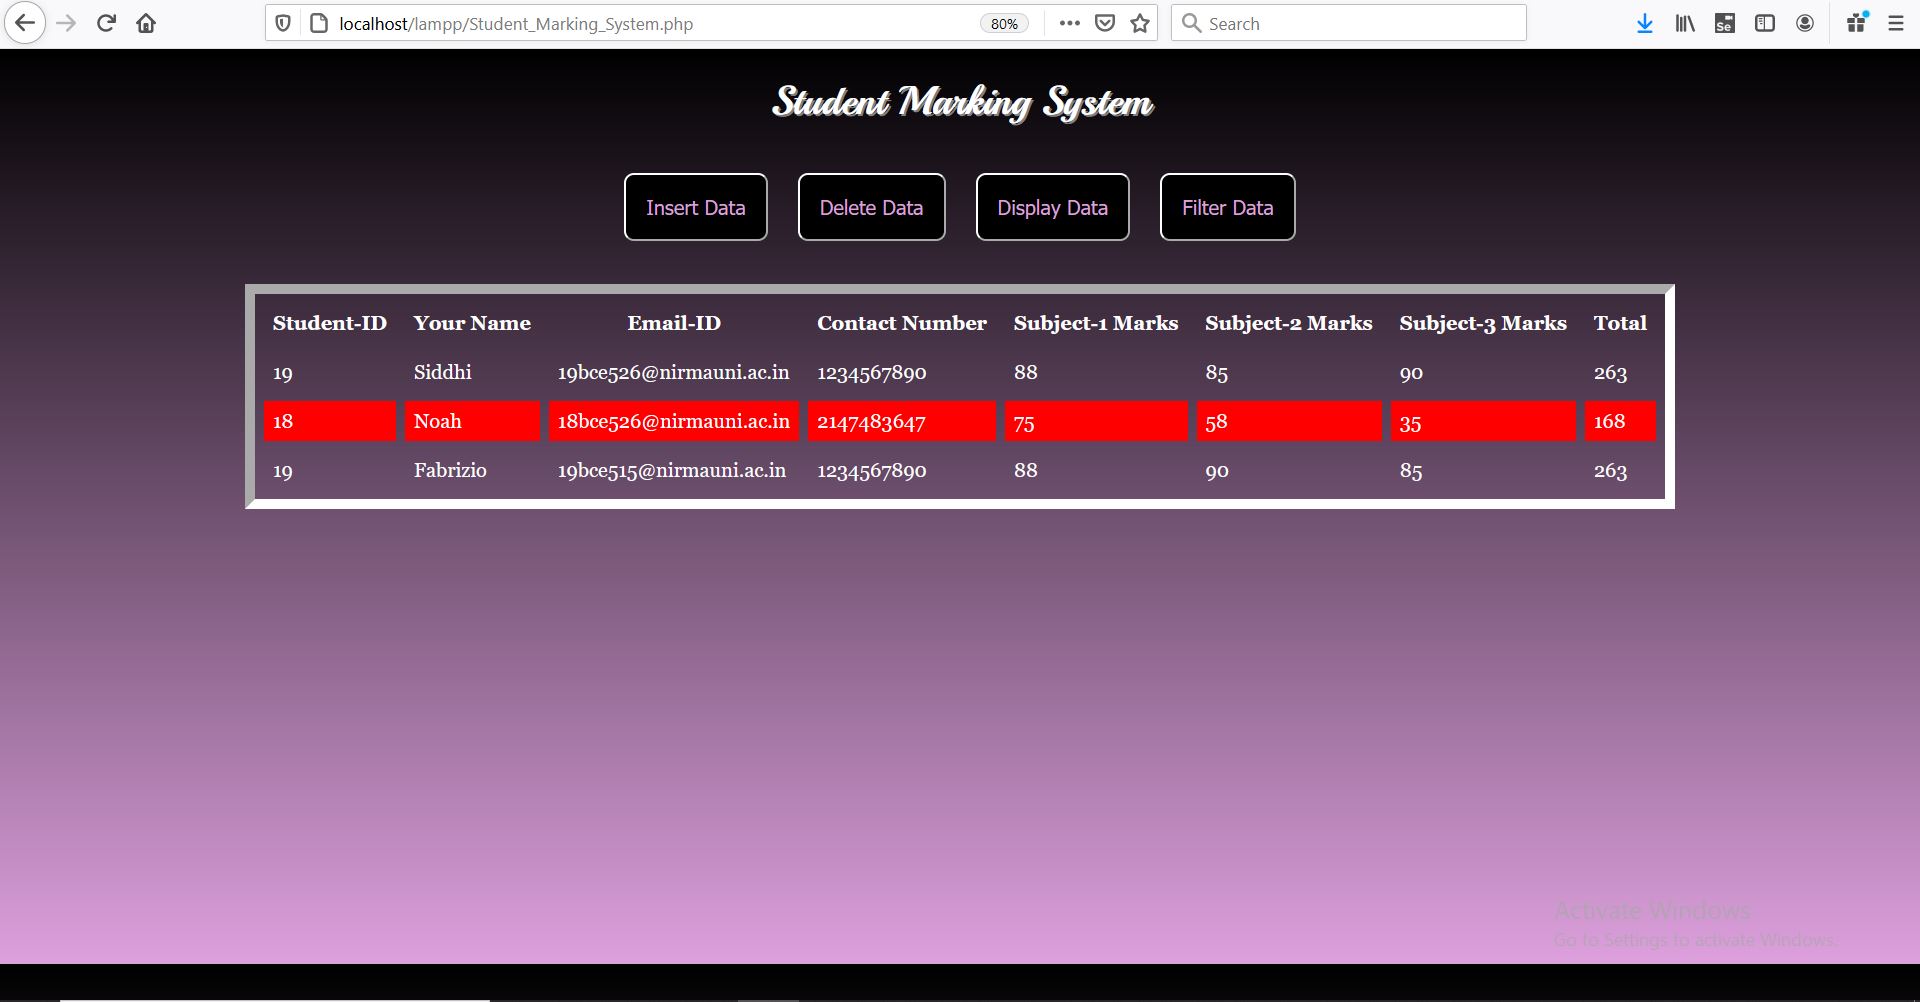 localhost/lampp/Student_Marking_System.php 80% Search
Se
Student Marking System
Insert Data Delete Data Display Data Filter Data
Student-ID Your Name Email-ID Contact Number Subject-1 Marks Subject-2 Marks Subject-3 Marks Total
19 Siddhi 19bce526@nirmauni.ac.in 1234567890 88 85 90 263
18 Noah 18bce526@nirmauni.ac.in 2147483647 75 58 35 168
19 Fabrizio 19bce515@nirmauni.ac.in 1234567890 88 90 85 263
Activate Windows
Go to Settings to activate Windows.